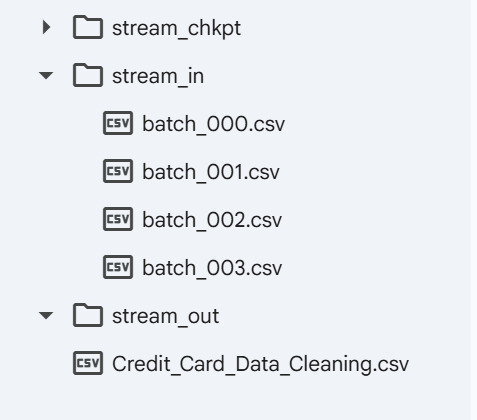 stream_chkpt
stream_in
CSV batch_000.csv
CSV batch_001.csv
CSV batch_002.csv
CSV batch_003.csv
stream_out
CSV Credit_Card_Data_Cleaning.csv